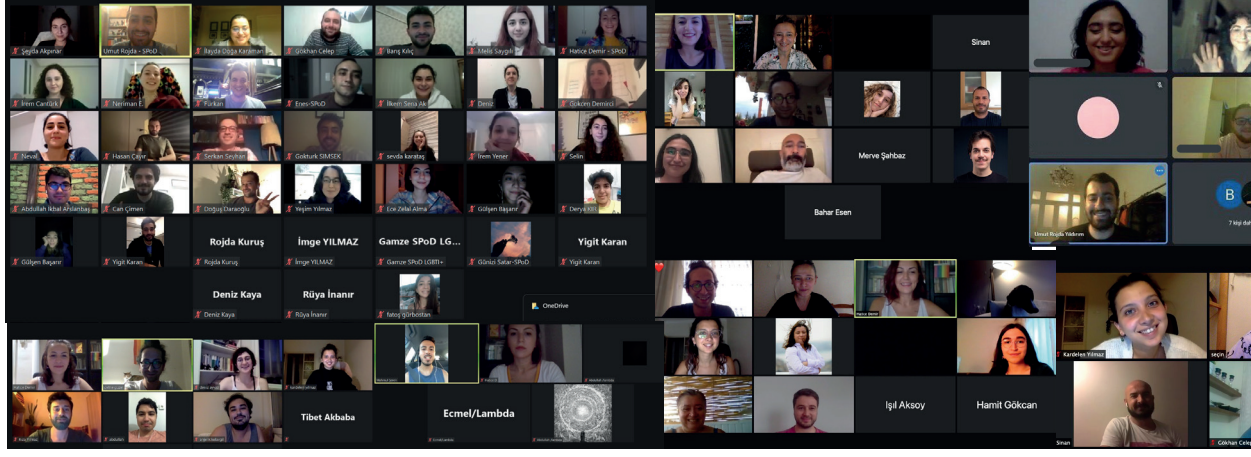 Şeyda Akpınar
Umut Rojda - SPoD
İlayda Doğa Karaman
Gökhan Celep
Barış Kılıç
Melis Saygılı
Hatice Demir - SPoD
İrem Cantürk
Neriman E.
Furkan
Enes-SPoD
İlkem Sena Ak
Deniz
Gökçim Demirci
Neval
Hasan Çayır
Serkan Seyhan
Gokturk SIMSEK
sevda karataş
İrem Yener
Selin
Abdullah İkbal Arslanbaş
Can Çimen
Doğuş Daraoğlu
Yeşim Yılmaz
Ece Zelal Alma
Gülşen Başarır
Gülşen Başarır
Yigit Karan
Rojda Kuruş
Rojda Kuruş
İmge YILMAZ
İmge YILMAZ
Gamze SPoD LG...
Gamze SPoD LGBTI+
Günizi Satar-SPoD
Yigit Karan
Yigit Karan
Deniz Kaya
Deniz Kaya
Rüya İnanır
Rüya İnanır
OneDrive
Sinan
Merve Şahbaz
Bahar Esen
B
7 kişi
Umut Rojda Yıldırım
Tibet Akbaba
Ecmel/Lambda
Işıl Aksoy
Hamit Gökcan
Kardelen Yılmaz
seçin
Sinan
Gökhan Celep